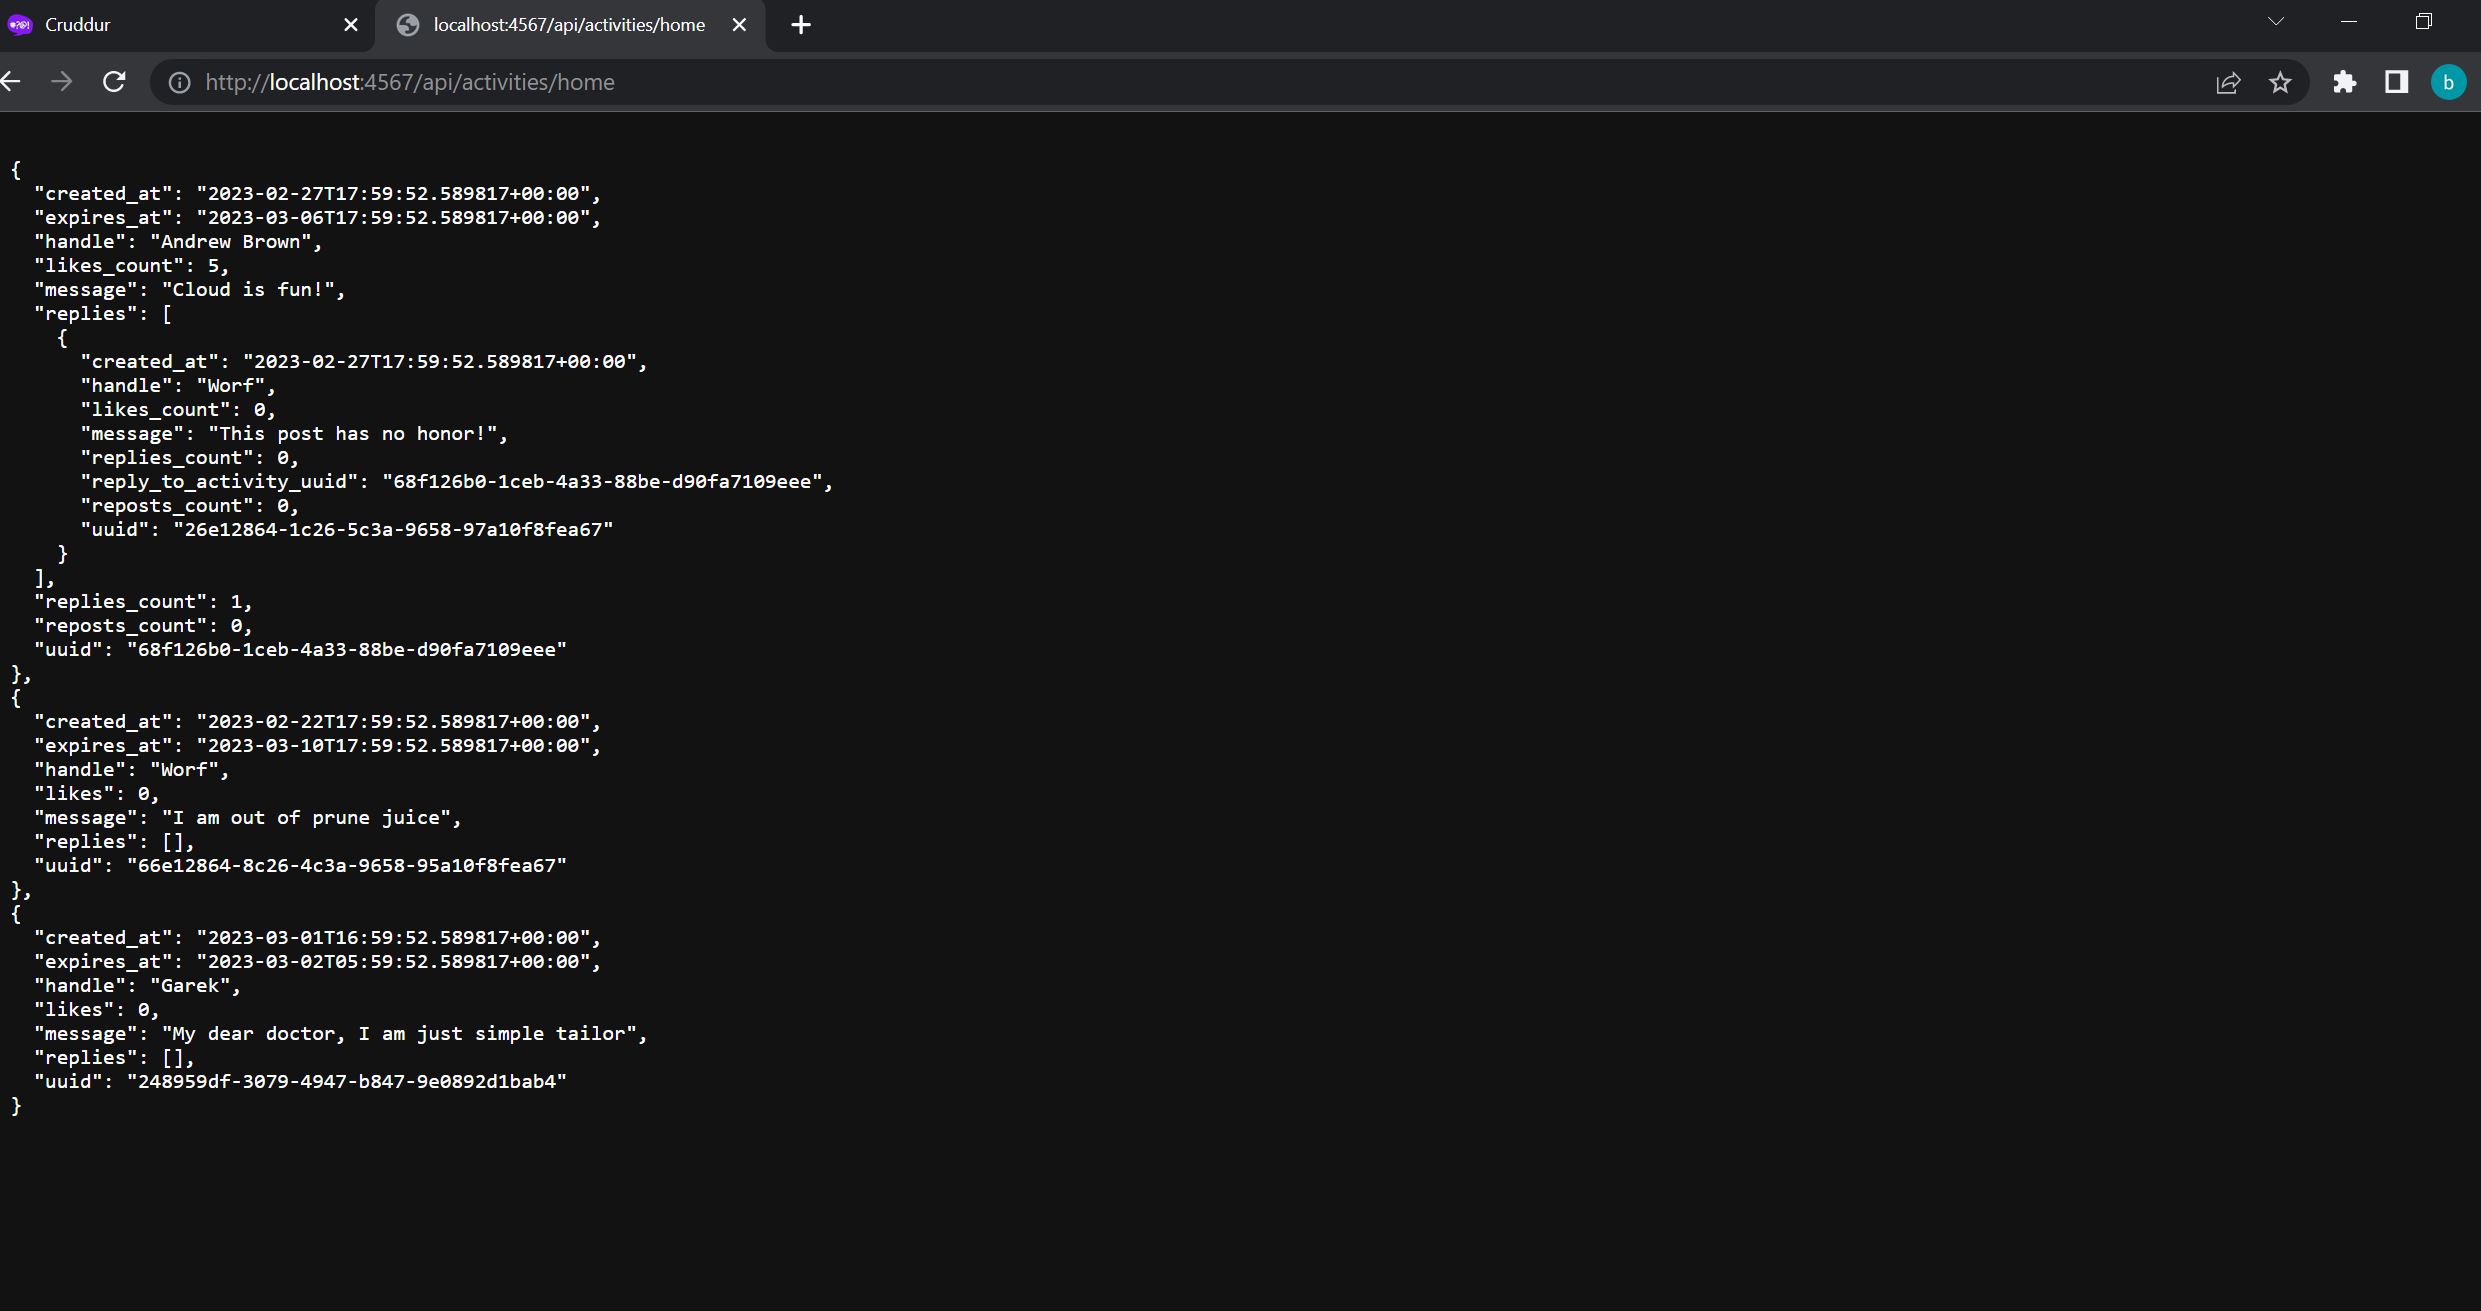 Cruddur
localhost:4567/api/activities/home
http://localhost:4567/api/activities/home
b
{
  "created_at": "2023-02-27T17:59:52.589817+00:00",
  "expires_at": "2023-03-06T17:59:52.589817+00:00",
  "handle": "Andrew Brown",
  "likes_count": 5,
  "message": "Cloud is fun!",
  "replies": [
    {
      "created_at": "2023-02-27T17:59:52.589817+00:00",
      "handle": "Worf",
      "likes_count": 0,
      "message": "This post has no honor!",
      "replies_count": 0,
      "reply_to_activity_uuid": "68f126b0-1ceb-4a33-88be-d90fa7109eee",
      "reposts_count": 0,
      "uuid": "26e12864-1c26-5c3a-9658-97a10f8fea67"
    }
  ],
  "replies_count": 1,
  "reposts_count": 0,
  "uuid": "68f126b0-1ceb-4a33-88be-d90fa7109eee"
},
{
  "created_at": "2023-02-22T17:59:52.589817+00:00",
  "expires_at": "2023-03-10T17:59:52.589817+00:00",
  "handle": "Worf",
  "likes": 0,
  "message": "I am out of prune juice",
  "replies": [],
  "uuid": "66e12864-8c26-4c3a-9658-95a10f8fea67"
},
{
  "created_at": "2023-03-01T16:59:52.589817+00:00",
  "expires_at": "2023-03-02T05:59:52.589817+00:00",
  "handle": "Garek",
  "likes": 0,
  "message": "My dear doctor, I am just simple tailor",
  "replies": [],
  "uuid": "248959df-3079-4947-b847-9e0892d1bab4"
}